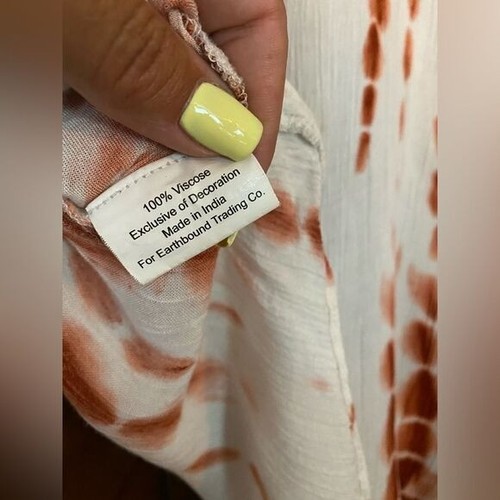 100% Viscose
Exclusive of Decoration
Made in India
For Earthbound Trading Co.